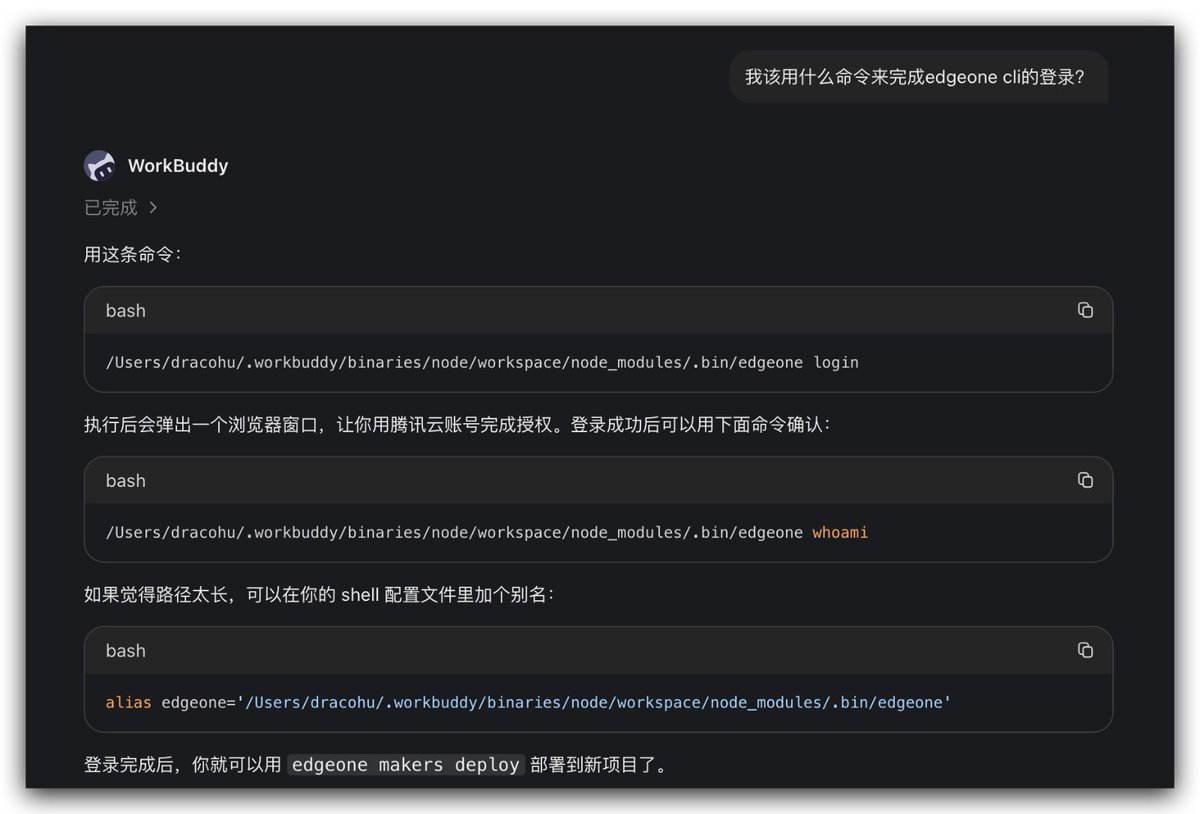 我该用什么命令来完成edgeone cli的登录?
WorkBuddy
已完成 >
用这条命令：
bash
/Users/dracohu/.workbuddy/binaries/node/workspace/node_modules/.bin/edgeone login
执行后会弹出一个浏览器窗口，让你用腾讯云账号完成授权。登录成功后可以用下面命令确认：
bash
/Users/dracohu/.workbuddy/binaries/node/workspace/node_modules/.bin/edgeone whoami
如果觉得路径太长，可以在你的 shell 配置文件里加个别名：
bash
alias edgeone='/Users/dracohu/.workbuddy/binaries/node/workspace/node_modules/.bin/edgeone'
登录完成后，你就可以用 edgeone makers deploy 部署到新项目了。